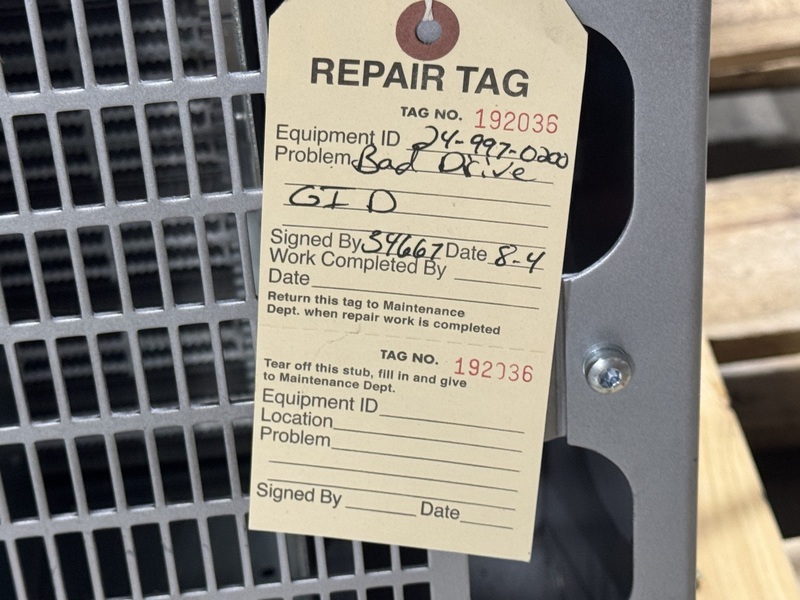 REPAIR TAG
TAG NO. 192036
Equipment ID 24-997-0200
Problem Bad Drive
GID
Signed By 39667 Date 8-4
Work Completed By
Date
Return this tag to Maintenance
Dept. when repair work is completed
TAG NO. 192036
Tear off this stub, fill in and give
to Maintenance Dept.
Equipment ID
Location
Problem
Signed By Date